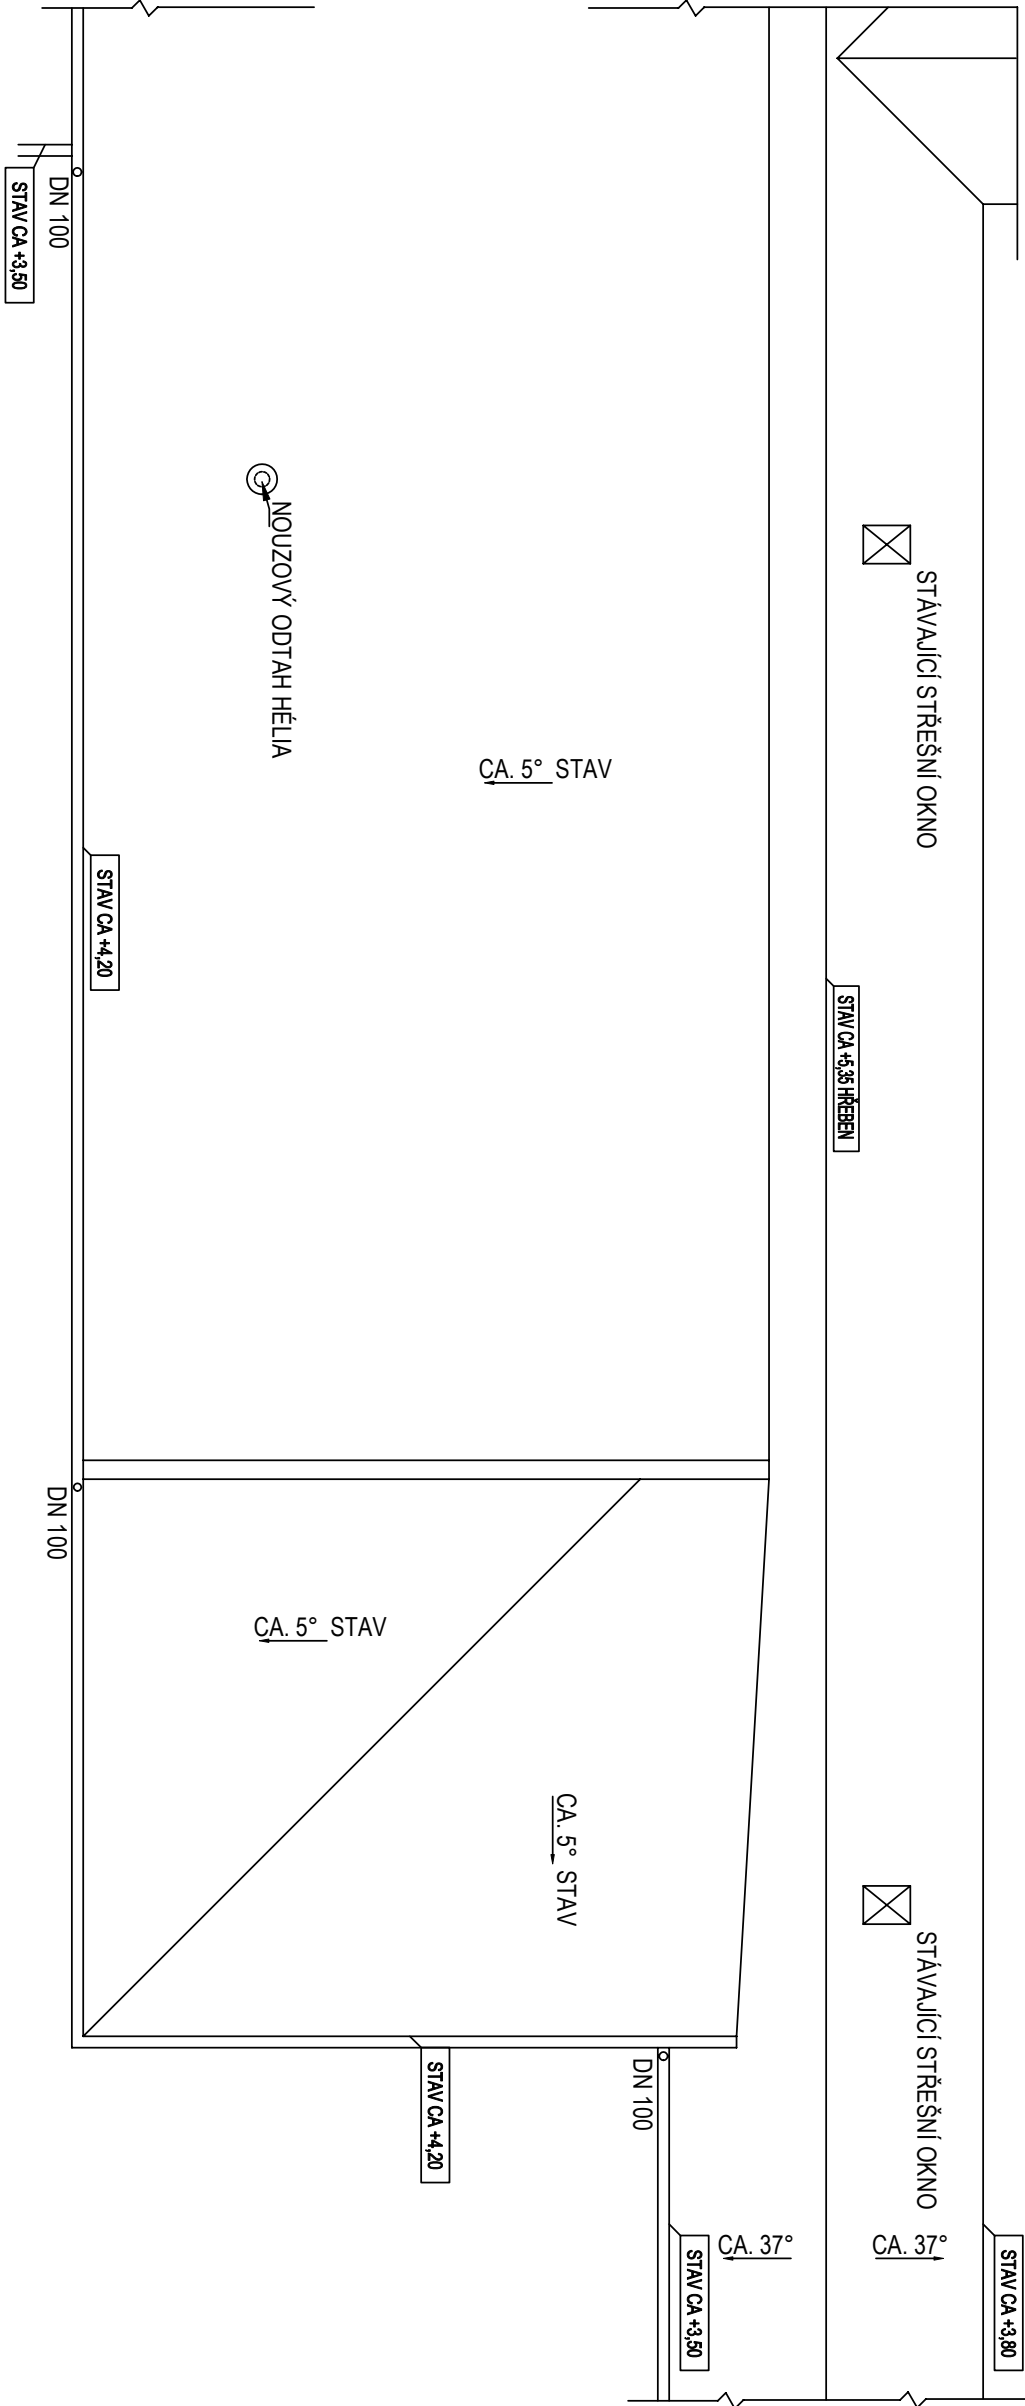 DN 100
STAV CA +3,50
NOUZOVÝ ODTAH HÉLIA
STÁVAJÍCÍ STŘEŠNÍ OKNO
CA. 5° STAV
STAV CA +4,20
STAV CA +5,35 HŘEBEN
DN 100
CA. 5° STAV
CA. 5° STAV
STÁVAJÍCÍ STŘEŠNÍ OKNO
DN 100
STAV CA +4,20
CA. 37°
CA. 37°
STAV CA +3,50
STAV CA +3,80